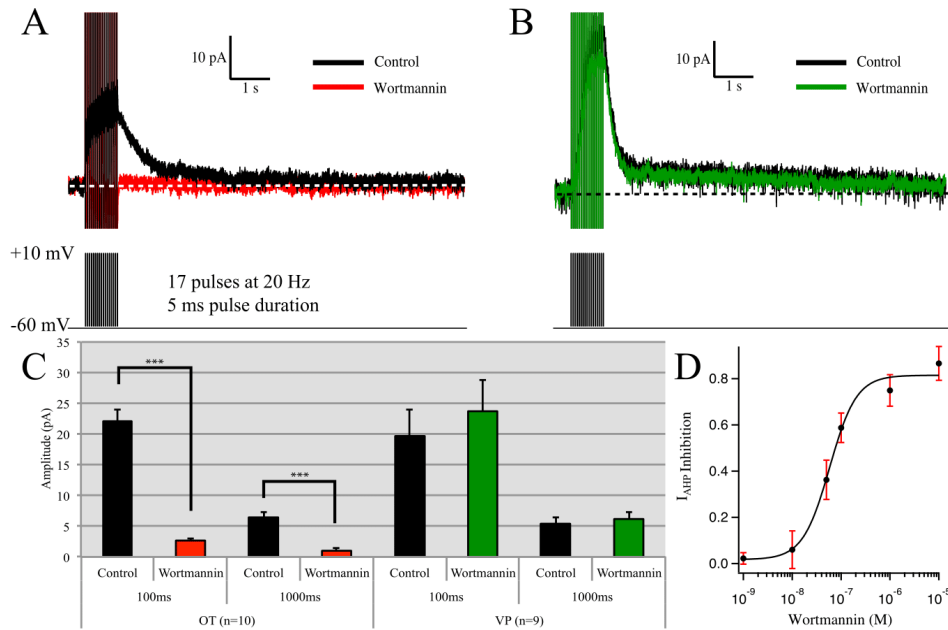 A
10 pA
1 s
Control
Wortmannin
B
10 pA
1 s
Control
Wortmannin
+10 mV
-60 mV
17 pulses at 20 Hz
5 ms pulse duration
C
Amplitude (pA)
35
30
25
20
15
10
5
0
***
***
Control Wortmannin Control Wortmannin Control Wortmannin Control Wortmannin
100ms 1000ms 100ms 1000ms
OT (n=10) VP (n=9)
D
I_AHP Inhibition
0.8
0.6
0.4
0.2
0.0
10⁻⁹ 10⁻⁸ 10⁻⁷ 10⁻⁶ 10⁻⁵
Wortmannin (M)